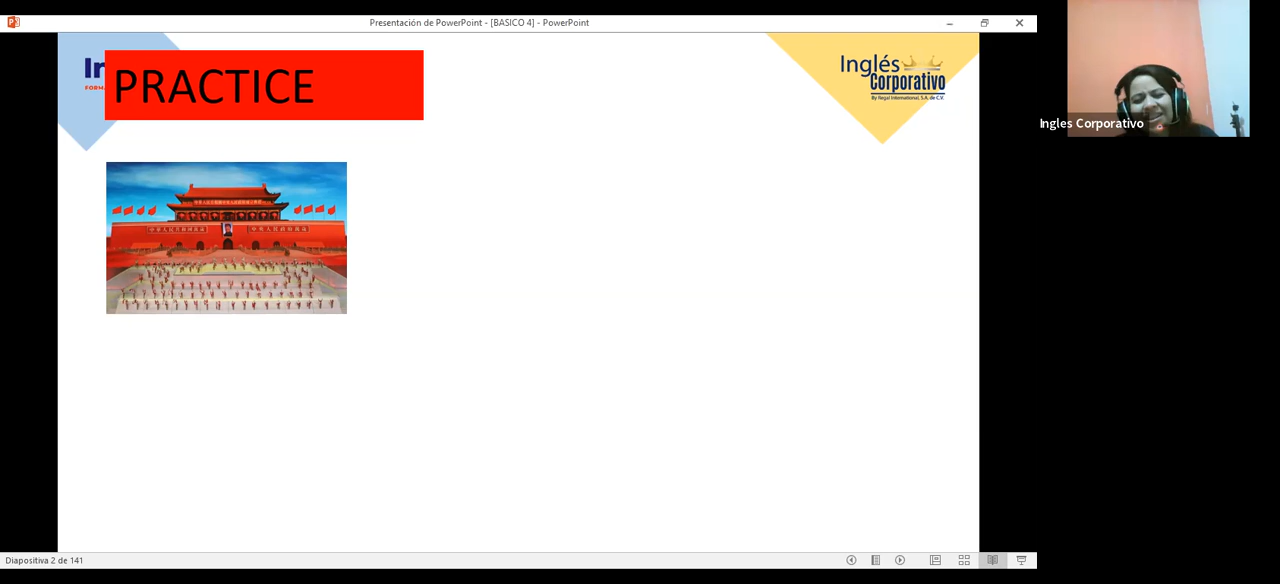 Presentación de PowerPoint - [BASICO 4] - PowerPoint
PRACTICE
Inglés
Corporativo
By Regal International, S.A. de C.V.
Ingles Corporativo
Diapositiva 2 de 141